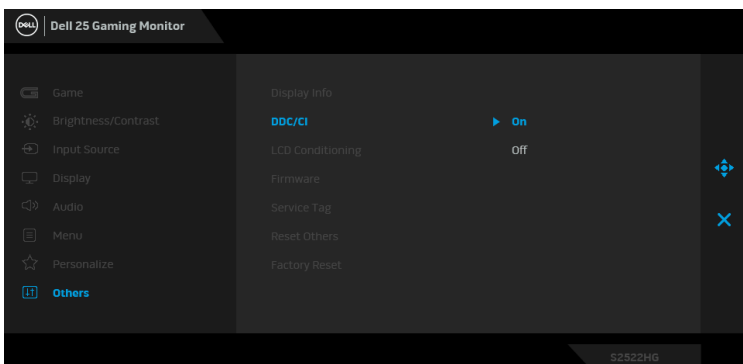 DELL Dell 25 Gaming Monitor
Game
Brightness/Contrast
Input Source
Display
Audio
Menu
Personalize
Others
Display Info
DDC/CI On
LCD Conditioning Off
Firmware
Service Tag
Reset Others
Factory Reset
S2522HG